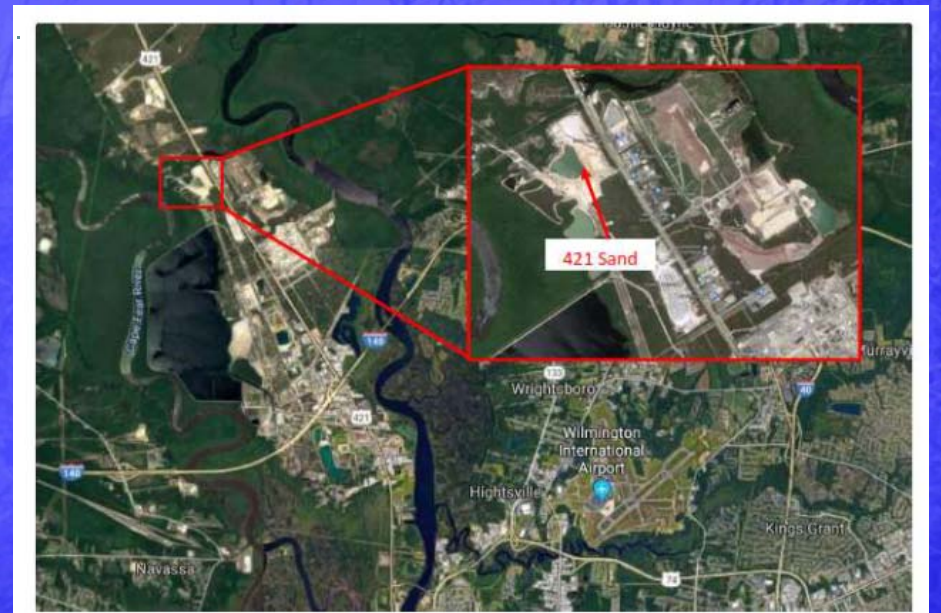 421
421 Sand
Cape Fear River
140
Murrayv
133
Wrightsboro
40
Wilmington
International
Airport
421
140
Hightsville
Kings Grant
Navassa
74